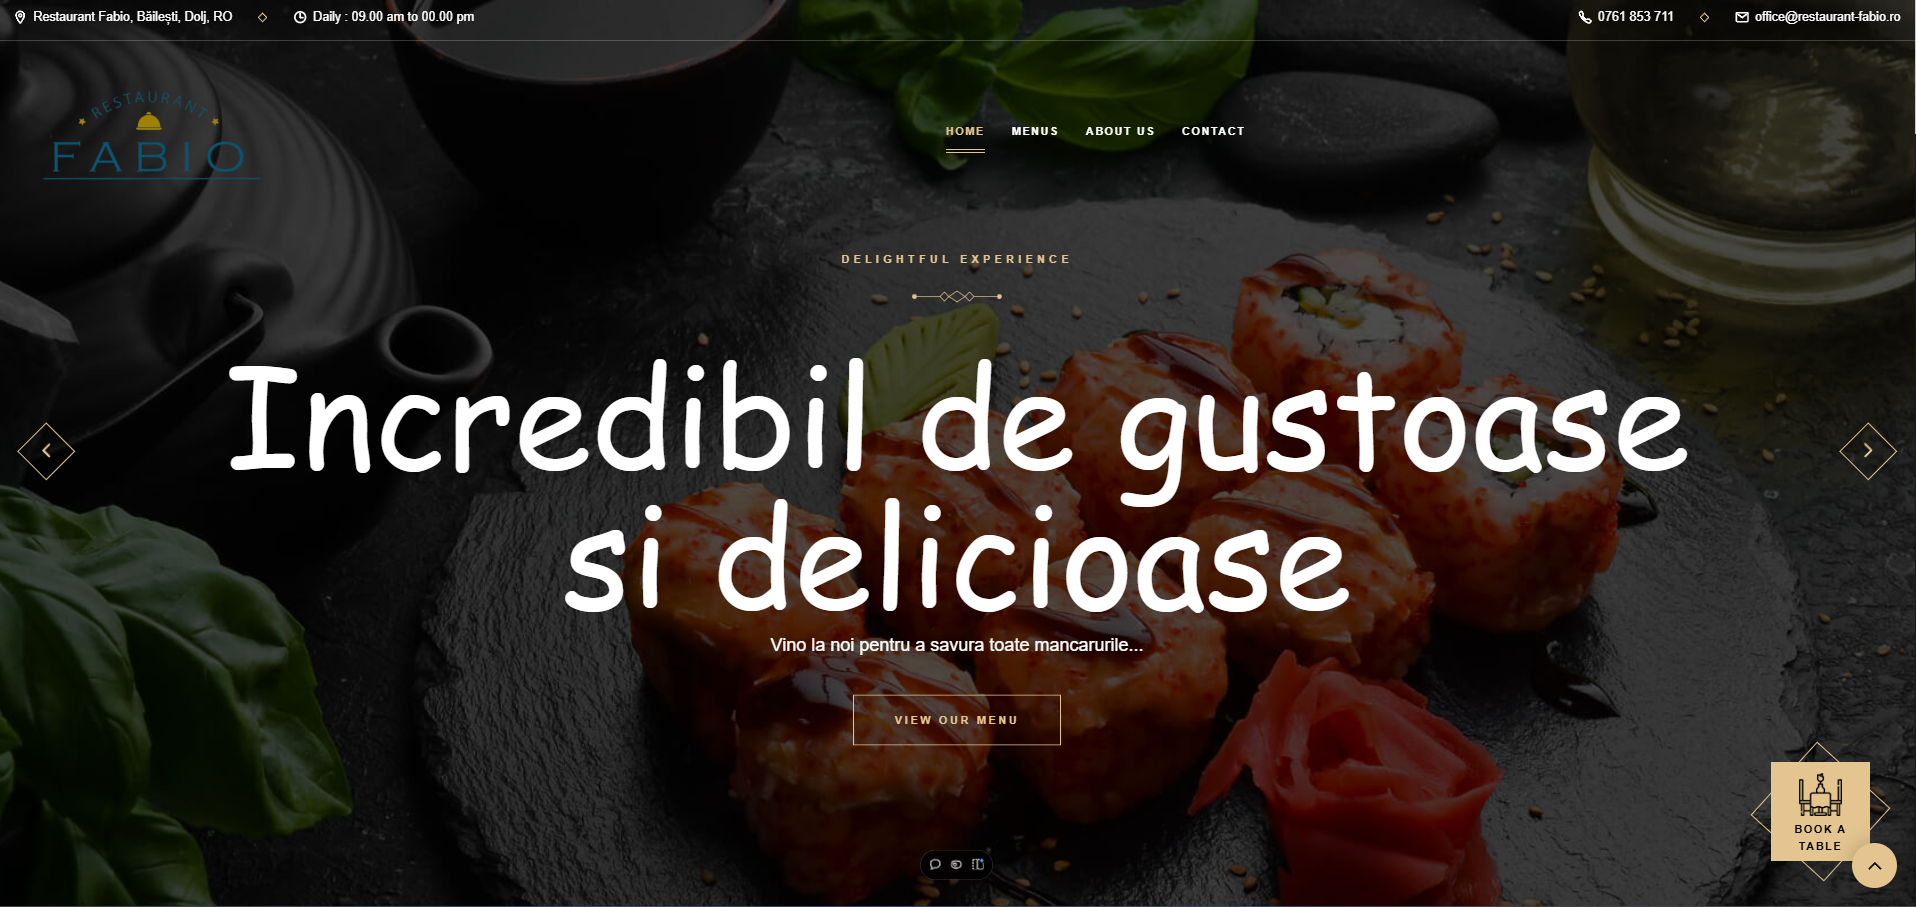 Restaurant Fabio, Băilești, Dolj, RO
Daily : 09.00 am to 00.00 pm
0761 853 711
office@restaurant-fabio.ro
RESTAURANT
FABIO
HOME MENUS ABOUT US CONTACT
DELIGHTFUL EXPERIENCE
Incredibil de gustoase
si delicioase
Vino la noi pentru a savura toate mancarurile...
VIEW OUR MENU
BOOK A
TABLE